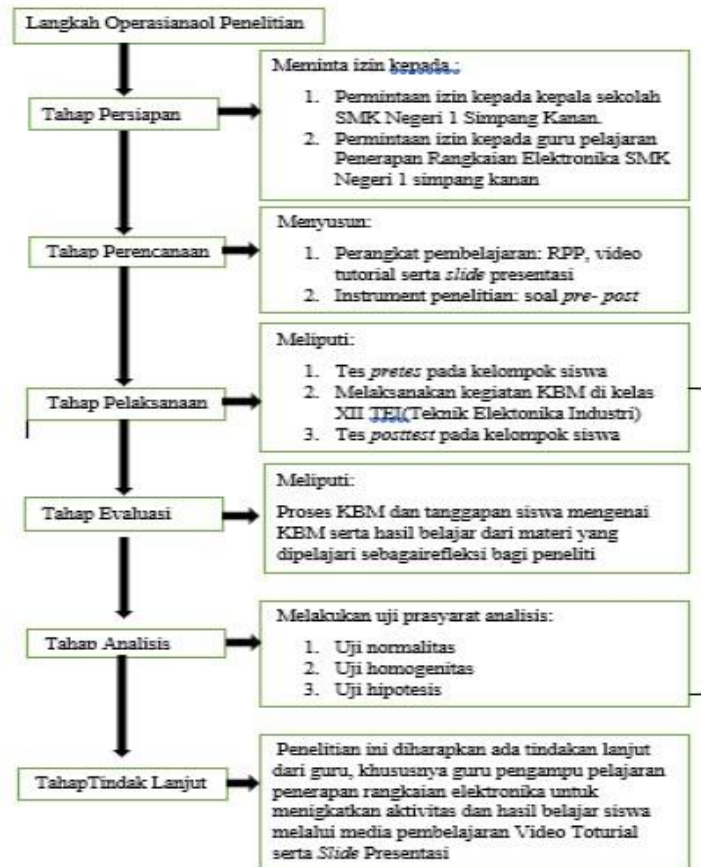 Langkah Operasianaol Penelitian
Tahap Persiapan
Meminta izin kepada :
1. Permintaan izin kepada kepala sekolah
SMK Negeri 1 Simpang Kanan.
2. Permintaan izin kepada guru pelajaran
Penerapan Rangkaian Elektronika SMK
Negeri 1 simpang kanan
Tahap Perencanaan
Menyusun:
1. Perangkat pembelajaran: RPP, video
tutorial serta slide presentasi
2. Instrument penelitian: soal pre- post
Tahap Pelaksanaan
Meliputi:
1. Tes pretes pada kelompok siswa
2. Melaksanakan kegiatan KBM di kelas
XII TEI(Teknik Elektonika Industri)
3. Tes posttest pada kelompok siswa
Tahap Evaluasi
Meliputi:
Proses KBM dan tanggapan siswa mengenai
KBM serta hasil belajar dari materi yang
dipelajari sebagairefleksi bagi peneliti
Tahap Analisis
Melakukan uji prasyarat analisis:
1. Uji normalitas
2. Uji homogenitas
3. Uji hipotesis
TahapTindak Lanjut
Penelitian ini diharapkan ada tindakan lanjut
dari guru, khususnya guru pengampu pelajaran
penerapan rangkaian elektronika untuk
menigkatkan aktivitas dan hasil belajar siswa
melalui media pembelajaran Video Toturial
serta Slide Presentasi